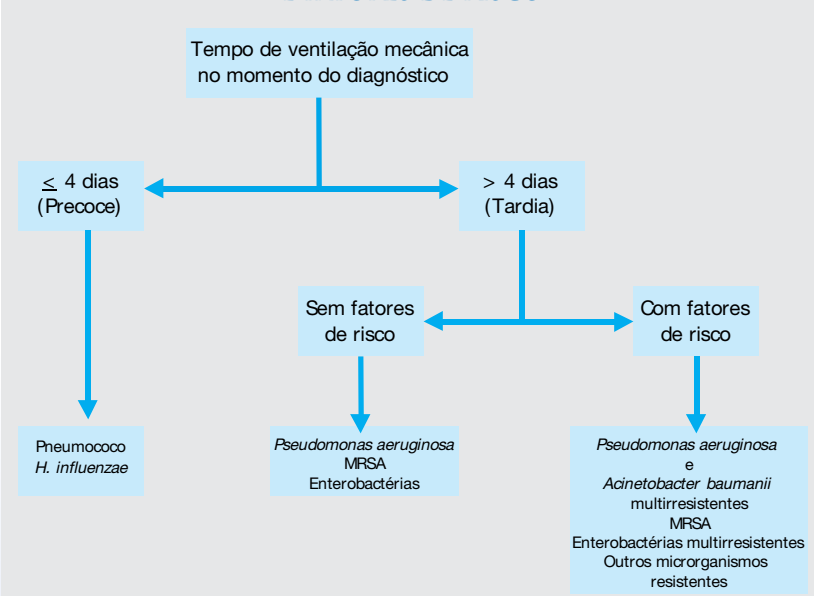 Tempo de ventilação mecânica
no momento do diagnóstico
< 4 dias
(Precoce)
> 4 dias
(Tardia)
Sem fatores
de risco
Com fatores
de risco
Pneumococo
H. influenzae
Pseudomonas aeruginosa
MRSA
Enterobactérias
Pseudomonas aeruginosa
e
Acinetobacter baumanii
multirresistentes
MRSA
Enterobactérias multirresistentes
Outros microrganismos
resistentes